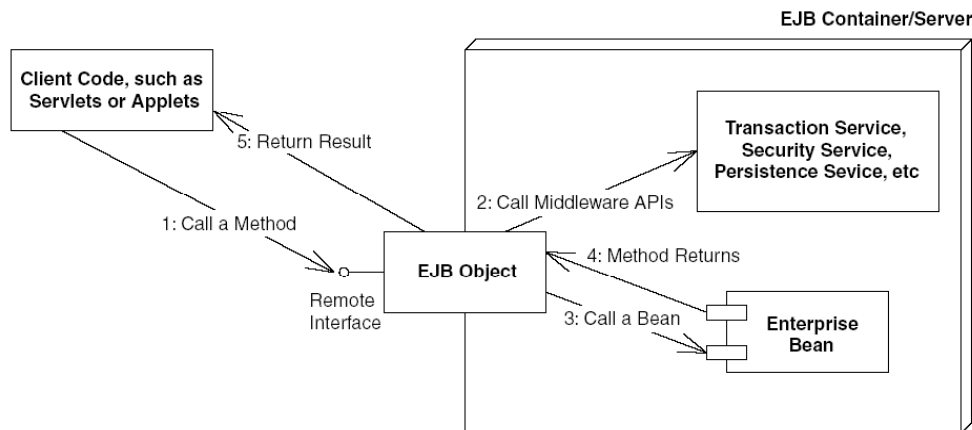 EJB Container/Server
Client Code, such as
Servlets or Applets
5: Return Result
Transaction Service,
Security Service,
Persistence Sevice, etc
2: Call Middleware APIs
1: Call a Method
EJB Object
4: Method Returns
Remote
Interface
3: Call a Bean
Enterprise
Bean